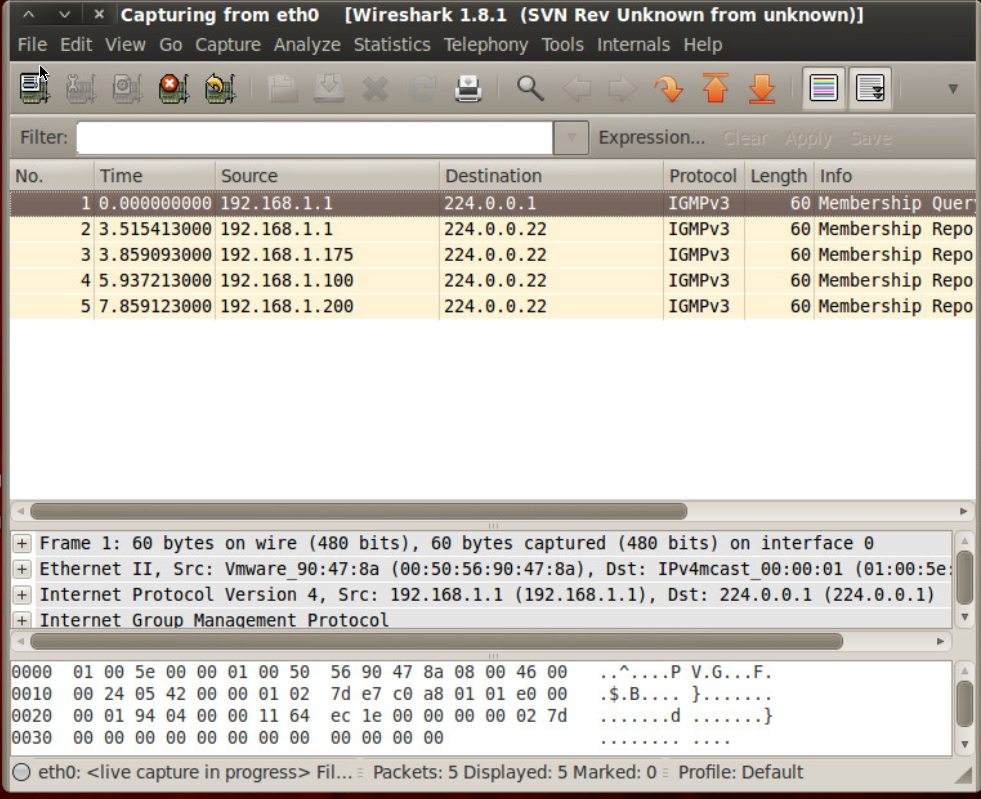 Capturing from eth0 [Wireshark 1.8.1 (SVN Rev Unknown from unknown)]
File Edit View Go Capture Analyze Statistics Telephony Tools Internals Help
Filter: Expression... Clear Apply Save
No. Time Source Destination Protocol Length Info
1 0.000000000 192.168.1.1 224.0.0.1 IGMPv3 60 Membership Query
2 3.515413000 192.168.1.1 224.0.0.22 IGMPv3 60 Membership Repo
3 3.859093000 192.168.1.175 224.0.0.22 IGMPv3 60 Membership Repo
4 5.937213000 192.168.1.100 224.0.0.22 IGMPv3 60 Membership Repo
5 7.859123000 192.168.1.200 224.0.0.22 IGMPv3 60 Membership Repo
Frame 1: 60 bytes on wire (480 bits), 60 bytes captured (480 bits) on interface 0
Ethernet II, Src: Vmware_90:47:8a (00:50:56:90:47:8a), Dst: IPv4mcast_00:00:01 (01:00:5e:
Internet Protocol Version 4, Src: 192.168.1.1 (192.168.1.1), Dst: 224.0.0.1 (224.0.0.1)
Internet Group Management Protocol
0000 01 00 5e 00 00 01 00 50 56 90 47 8a 08 00 46 00 ..^....P V.G...F.
0010 00 24 05 42 00 00 01 02 7d e7 c0 a8 01 01 e0 00 .$.B.... }.......
0020 00 01 94 04 00 00 11 64 ec 1e 00 00 00 00 02 7d .......d .......}
0030 00 00 00 00 00 00 00 00 00 00 00 00 ........ ....
eth0: <live capture in progress> Fil... Packets: 5 Displayed: 5 Marked: 0 Profile: Default